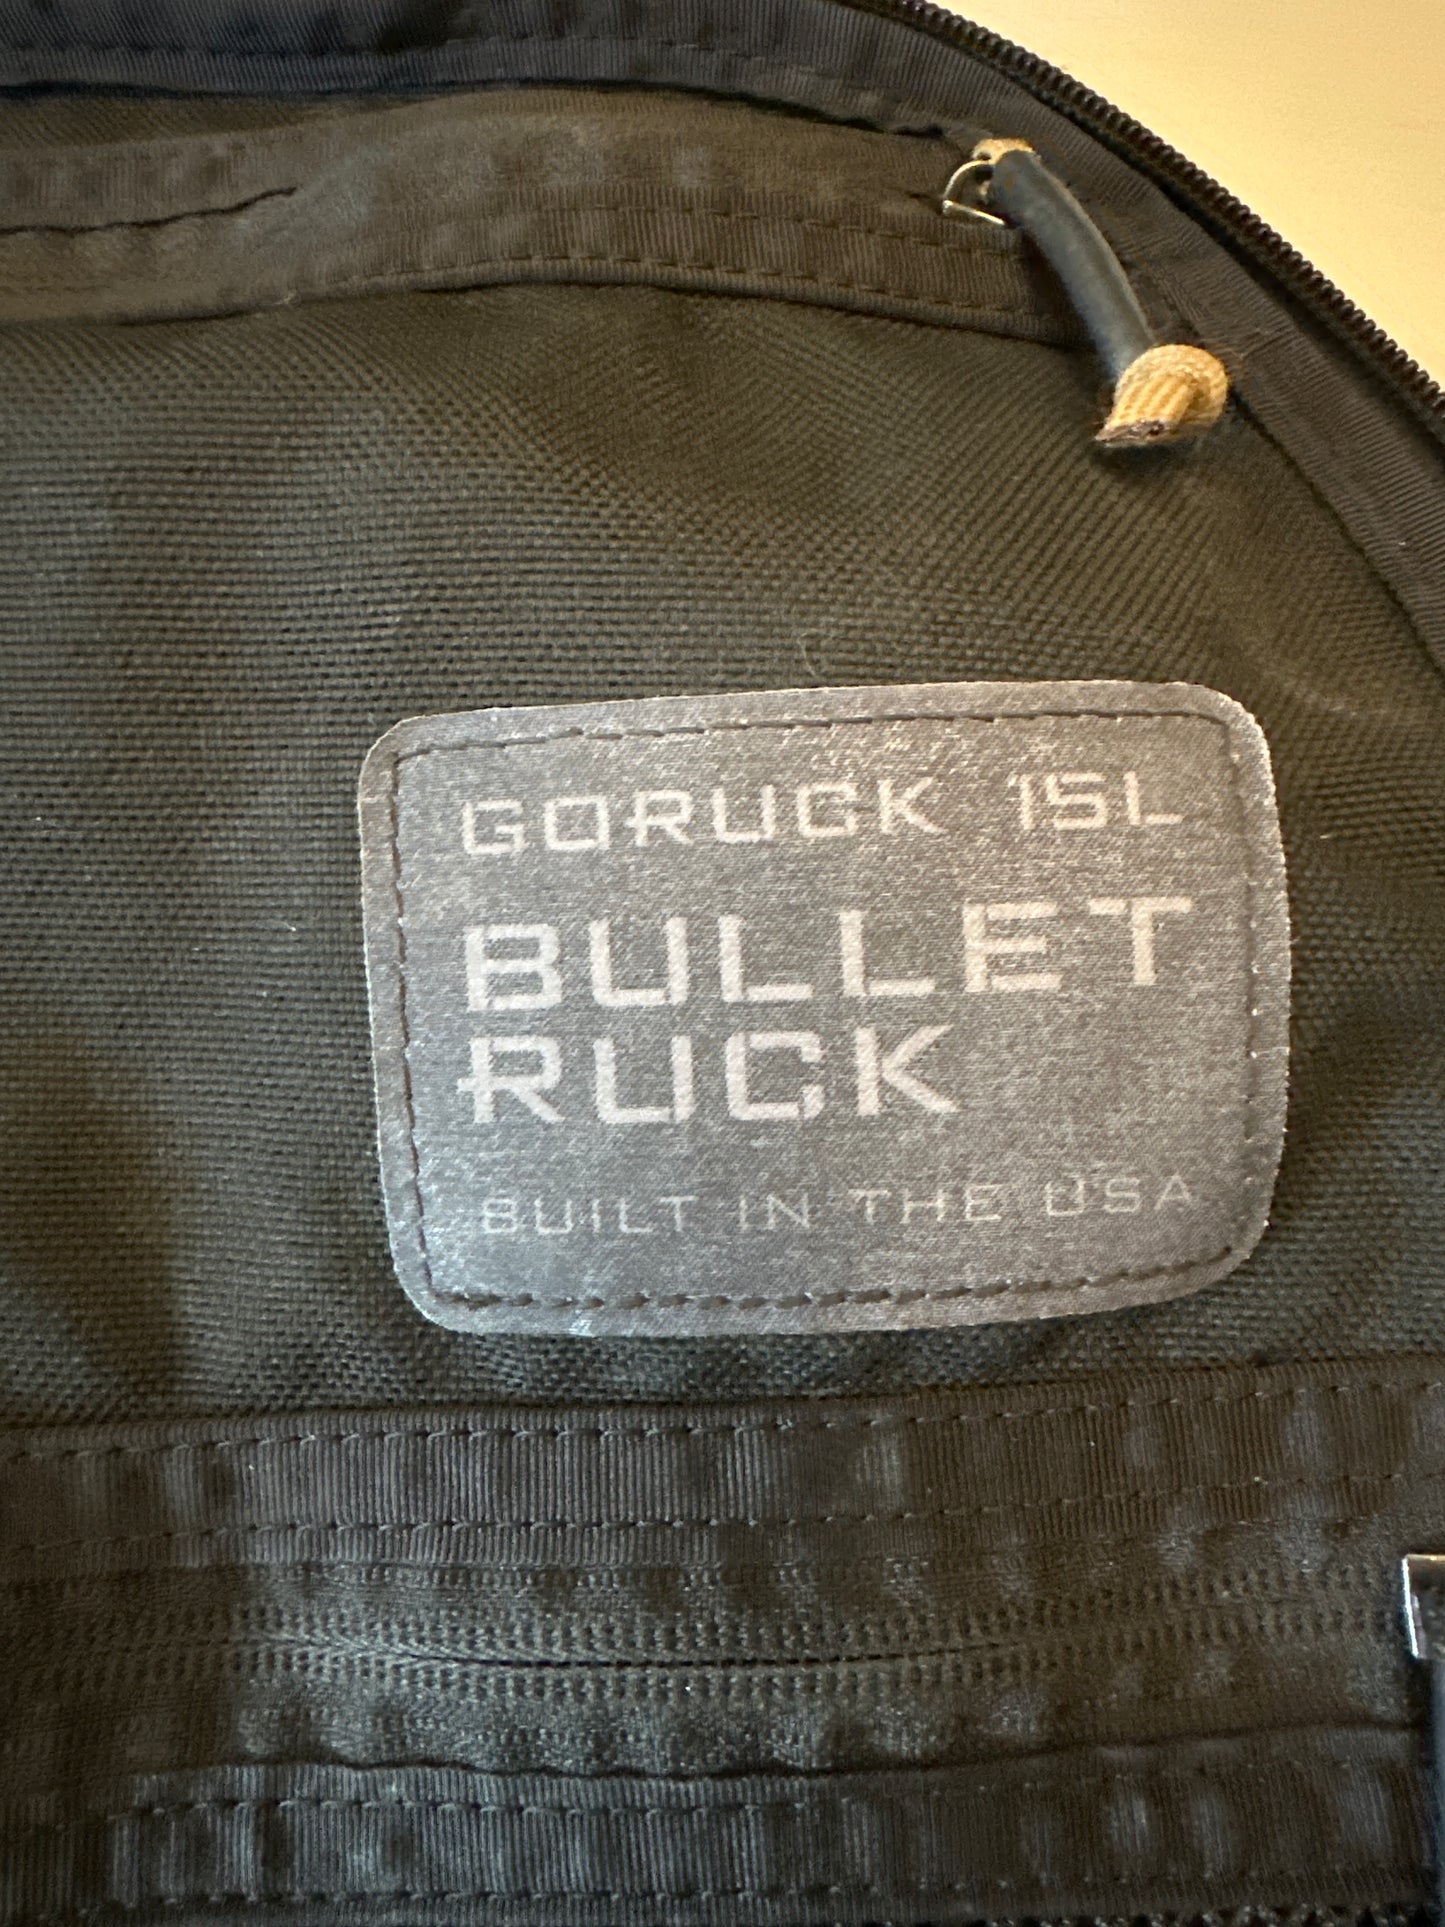 GORUCK 15L
BULLET
RUCK
BUILT IN THE USA